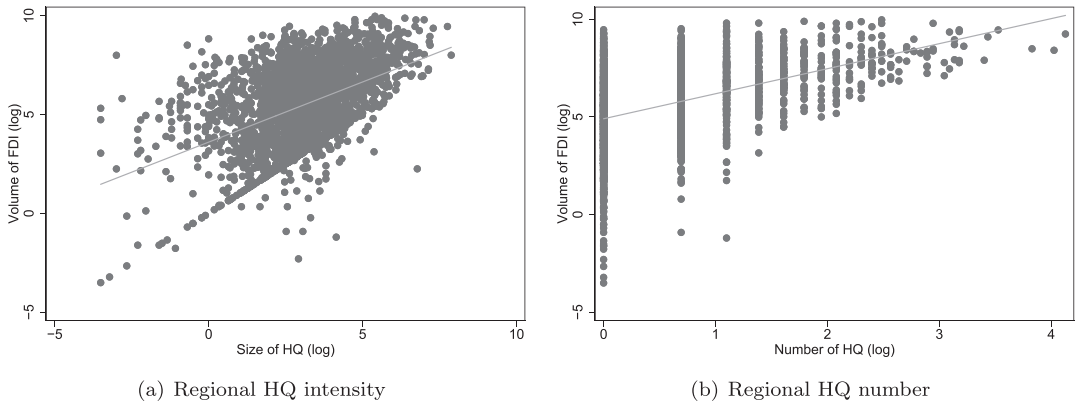 Volume of FDI (log)
10
5
0
−5
−5
0
5
10
Size of HQ (log)
(a) Regional HQ intensity
Volume of FDI (log)
10
5
0
−5
0
1
2
3
4
Number of HQ (log)
(b) Regional HQ number